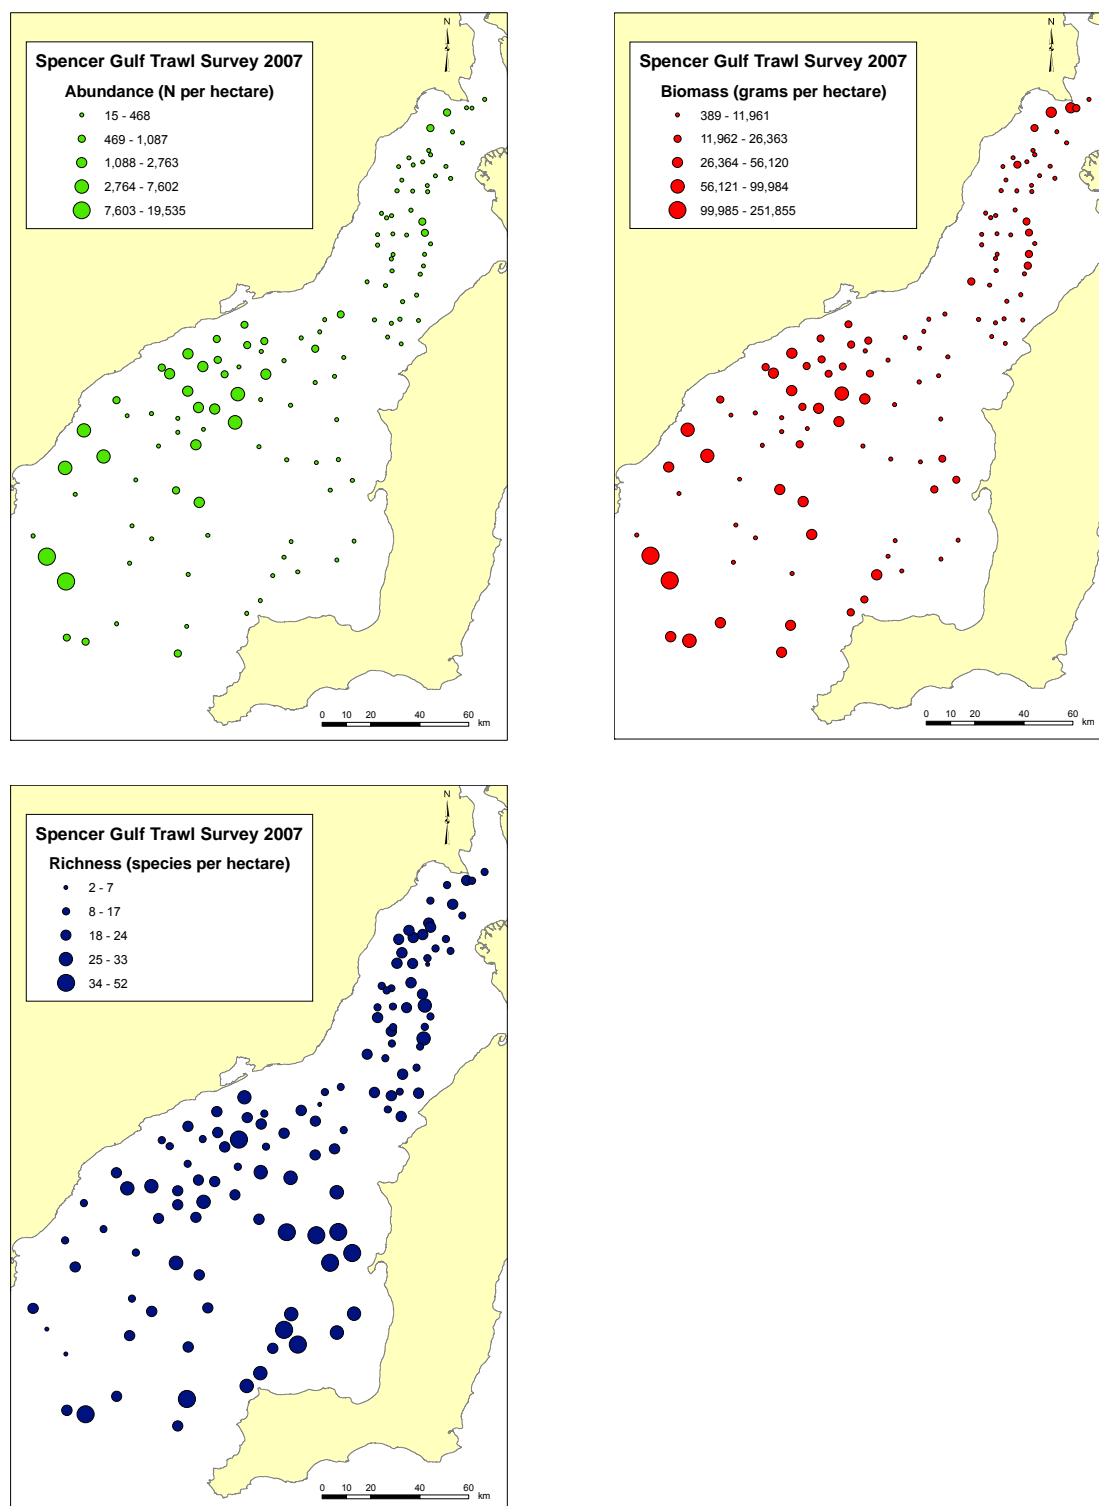 N
Spencer Gulf Trawl Survey 2007
Abundance (N per hectare)
15 - 468
469 - 1,087
1,088 - 2,763
2,764 - 7,602
7,603 - 19,535
0 10 20 40 60
km
N
Spencer Gulf Trawl Survey 2007
Biomass (grams per hectare)
389 - 11,961
11,962 - 26,363
26,364 - 56,120
56,121 - 99,984
99,985 - 251,855
0 10 20 40 60
km
N
Spencer Gulf Trawl Survey 2007
Richness (species per hectare)
2 - 7
8 - 17
18 - 24
25 - 33
34 - 52
0 10 20 40 60
km